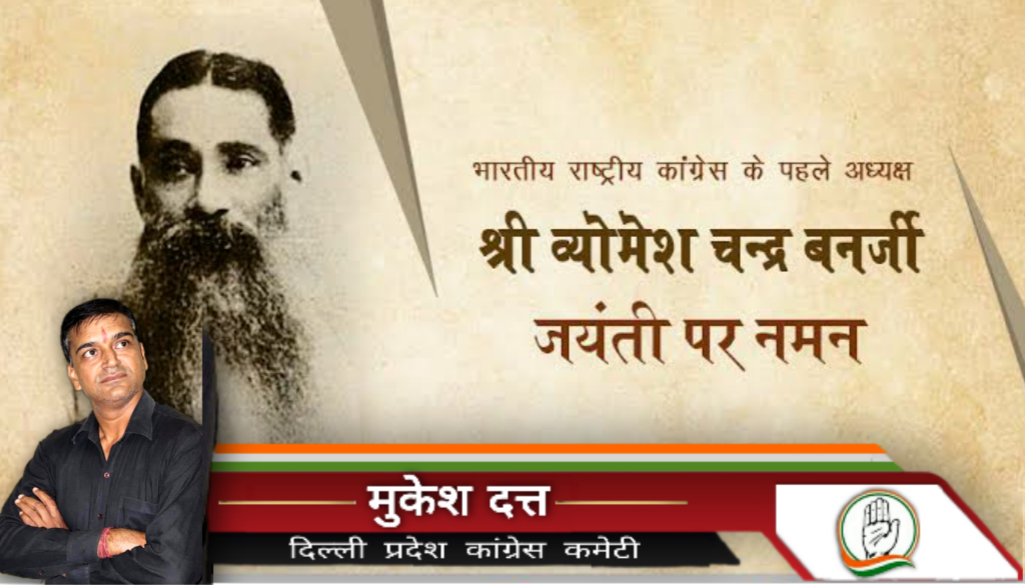 भारतीय राष्ट्रीय कांग्रेस के पहले अध्यक्ष
श्री व्योमेश चन्द्र बनर्जी
जयंती पर नमन
मुकेश दत्त
दिल्ली प्रदेश कांग्रेस कमेटी